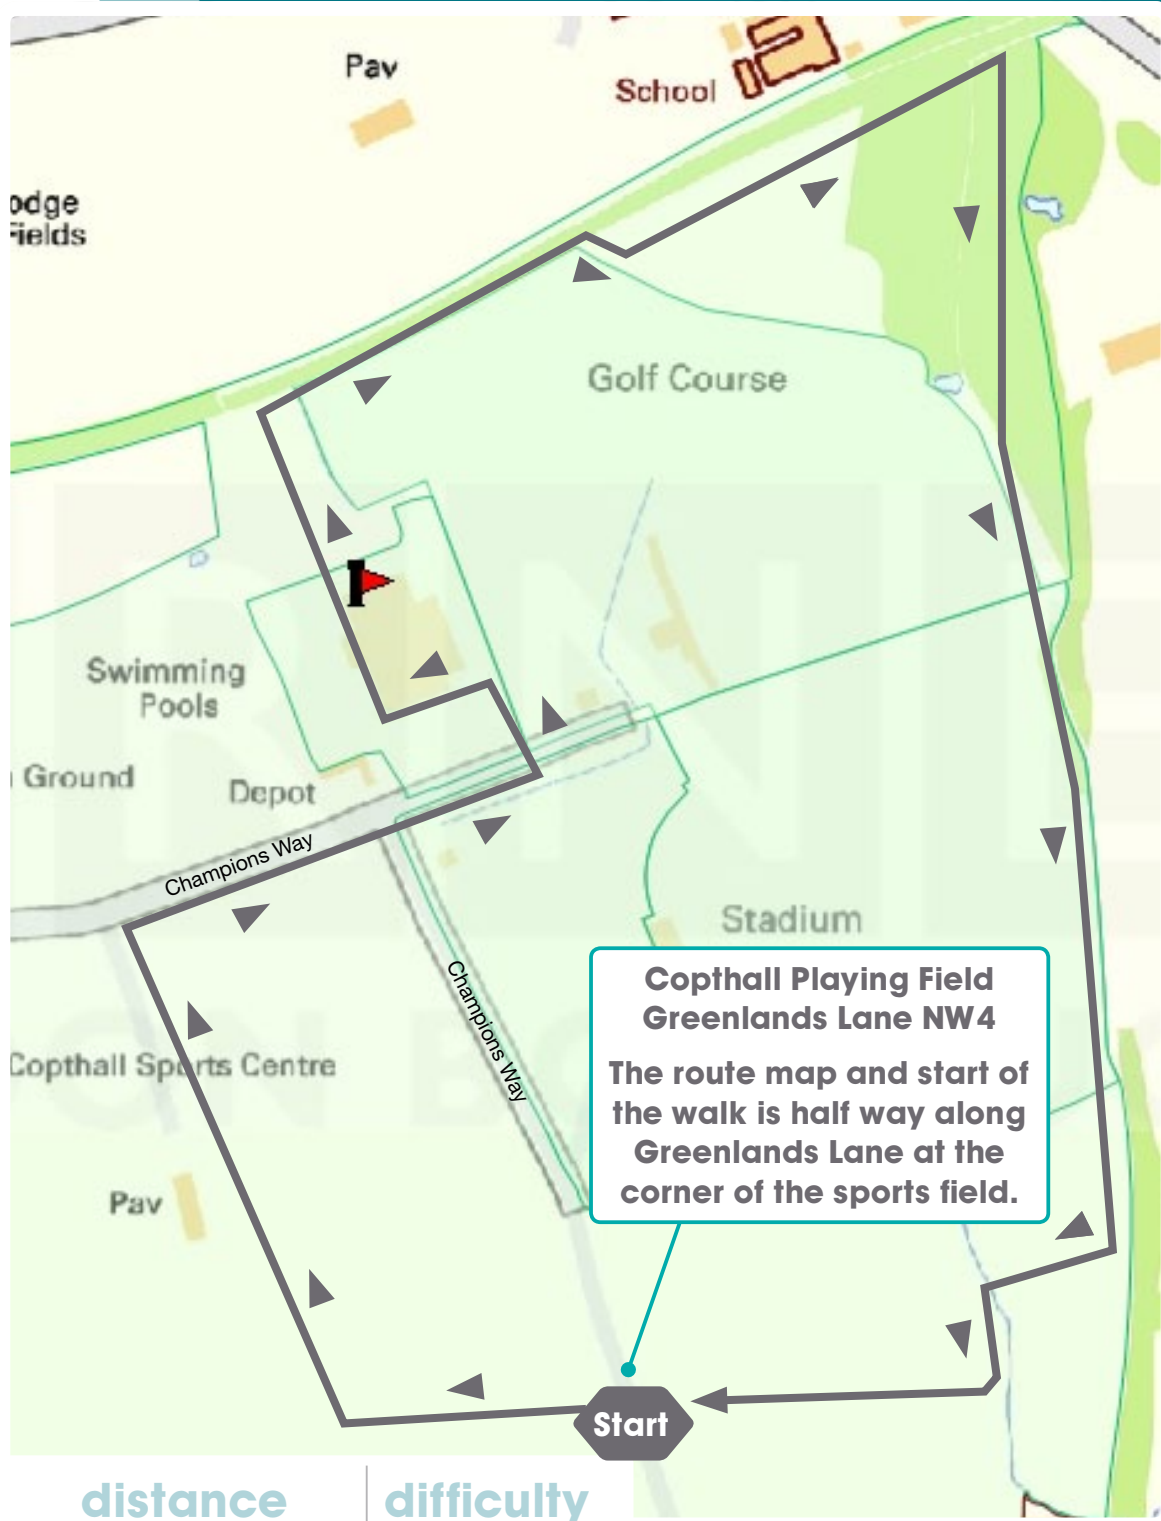 Pav
School
odge
Fields
Golf Course
Swimming
Pools
Ground
Depot
Champions Way
Stadium
Champions Way
Copthall Playing Field
Greenlands Lane NW4
The route map and start of
the walk is half way along
Greenlands Lane at the
corner of the sports field.
Copthall Sports Centre
Pav
Start
distance
difficulty